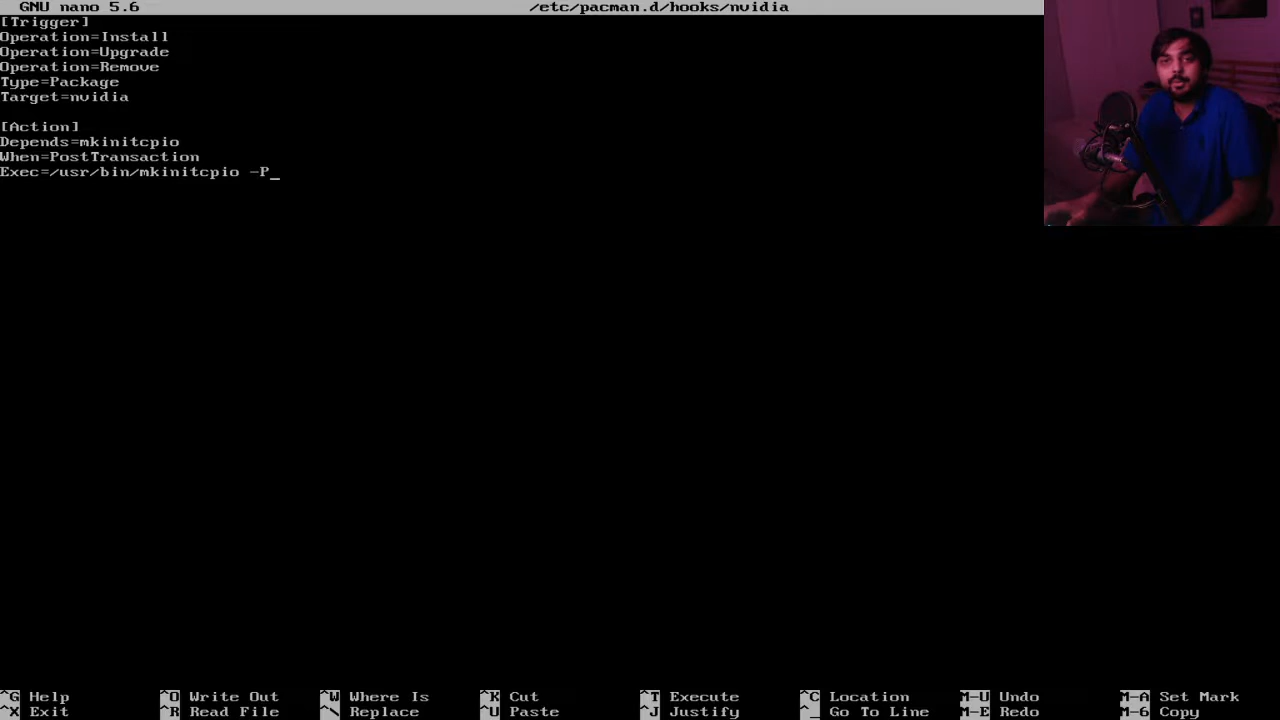 GNU nano 5.6 /etc/pacman.d/hooks/nvidia
[Trigger]
Operation=Install
Operation=Upgrade
Operation=Remove
Type=Package
Target=nvidia
[Action]
Depends=mkinitcpio
When=PostTransaction
Exec=/usr/bin/mkinitcpio -P_
^G Help ^O Write Out ^W Where Is ^K Cut ^T Execute ^C Location M-U Undo M-A Set Mark
^X Exit ^R Read File ^\ Replace ^U Paste ^J Justify ^_ Go To Line M-E Redo M-6 Copy